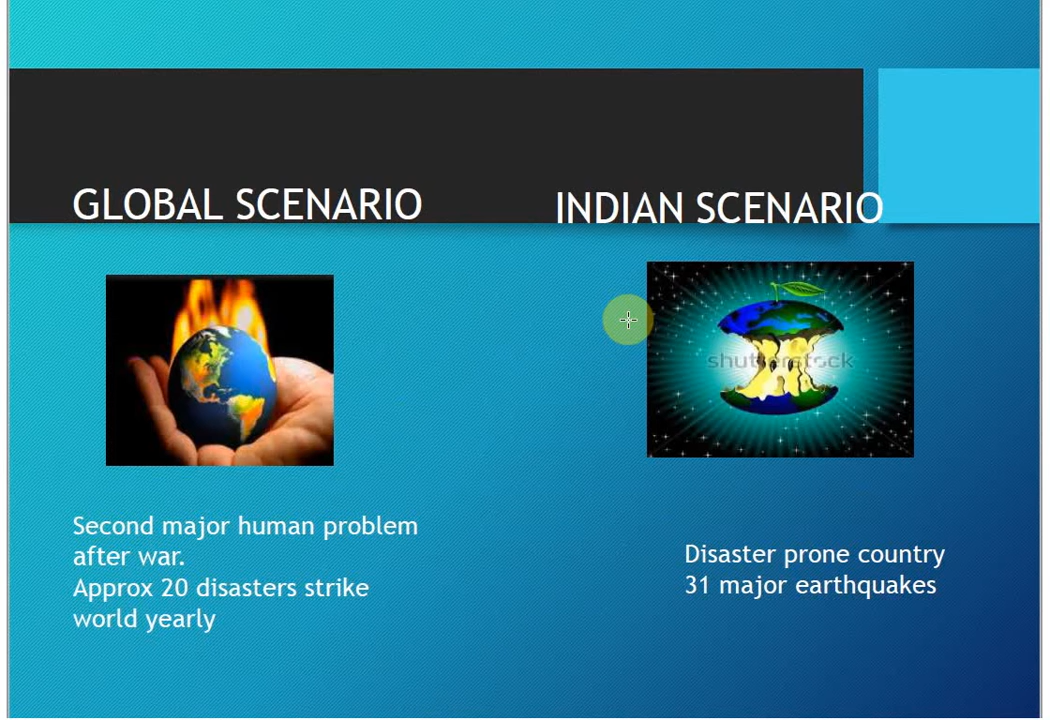 GLOBAL SCENARIO
INDIAN SCENARIO
shutterstock
Second major human problem
after war.
Approx 20 disasters strike
world yearly
Disaster prone country
31 major earthquakes